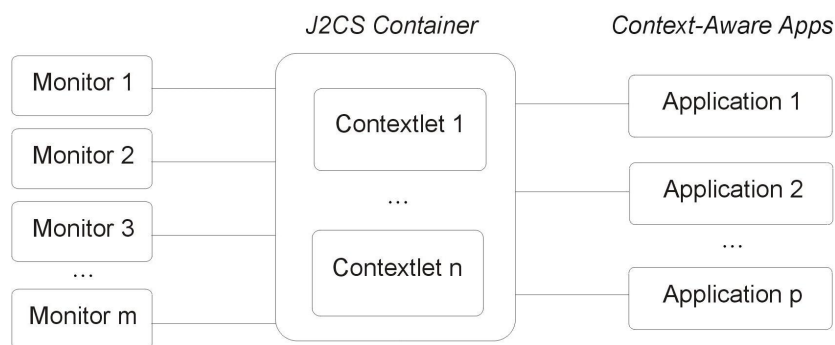 J2CS Container
Context-Aware Apps
Monitor 1
Monitor 2
Monitor 3
...
Monitor m
Contextlet 1
...
Contextlet n
Application 1
Application 2
...
Application p